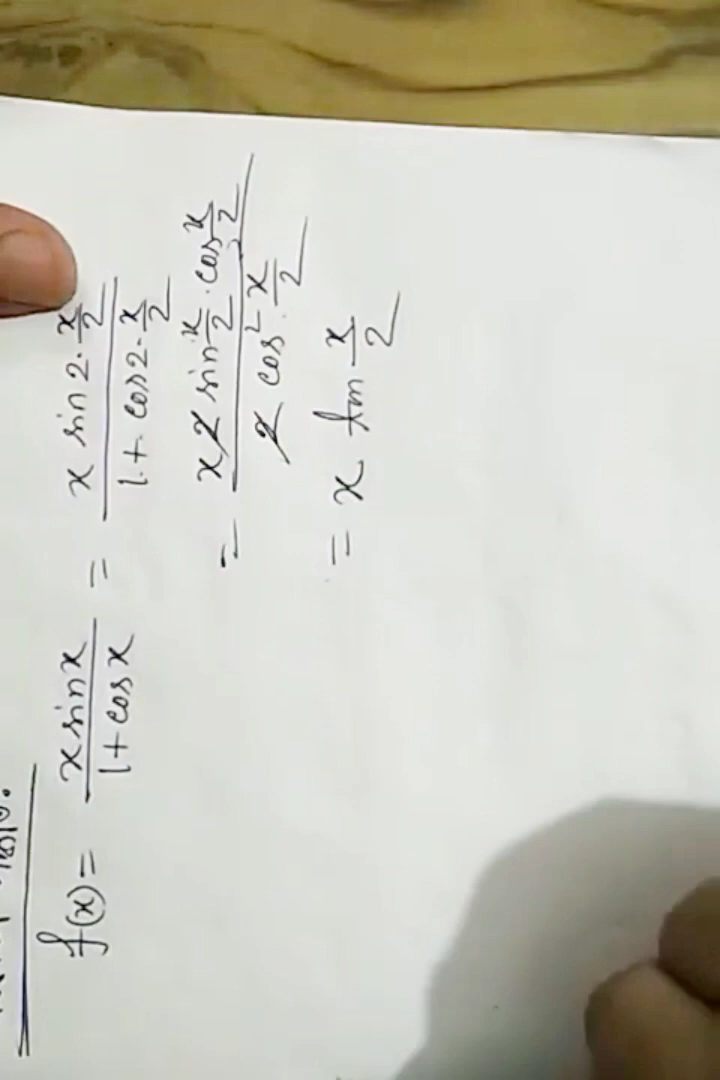 f(x) = x sin x / 1 + cos x = x sin 2 · x/2 / 1 + cos 2 · x/2
= x 2 sin x/2 · cos x/2 / 2 cos² · x/2
= x tan x/2